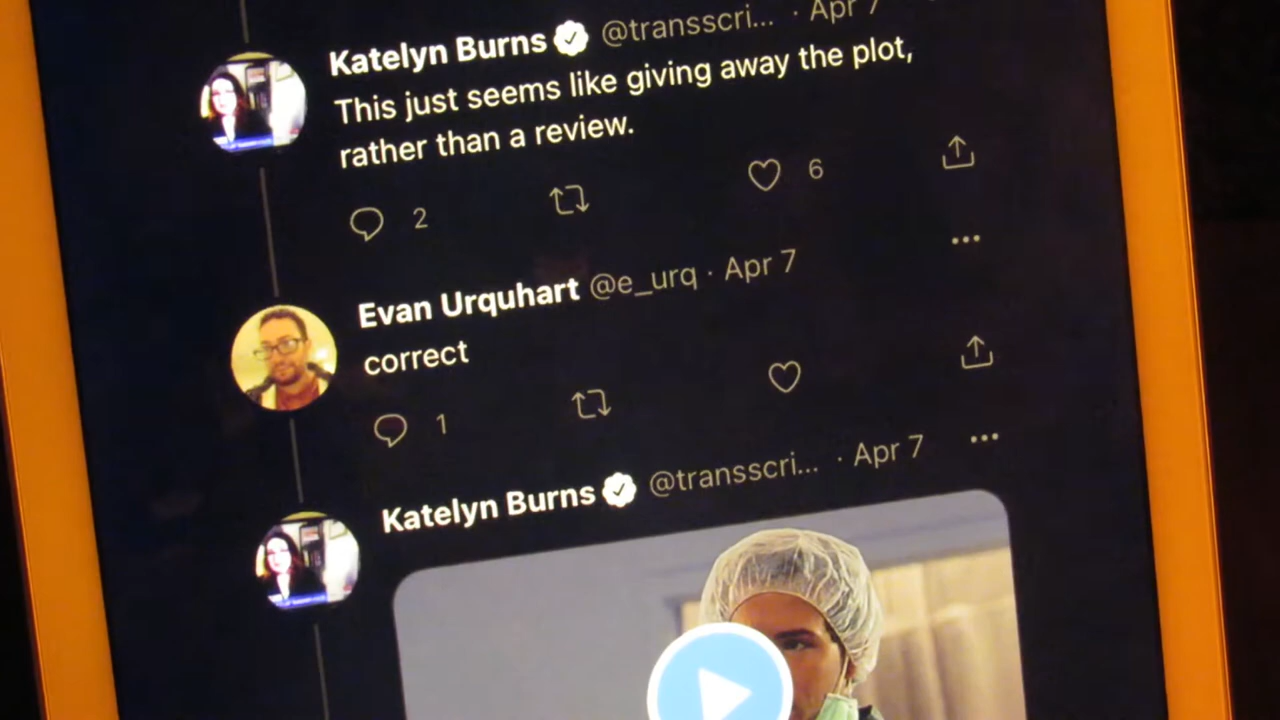 Katelyn Burns @transscri... · Apr 7
This just seems like giving away the plot,
rather than a review.
2 6
Evan Urquhart @e_urq · Apr 7
correct
1
Katelyn Burns @transscri... · Apr 7